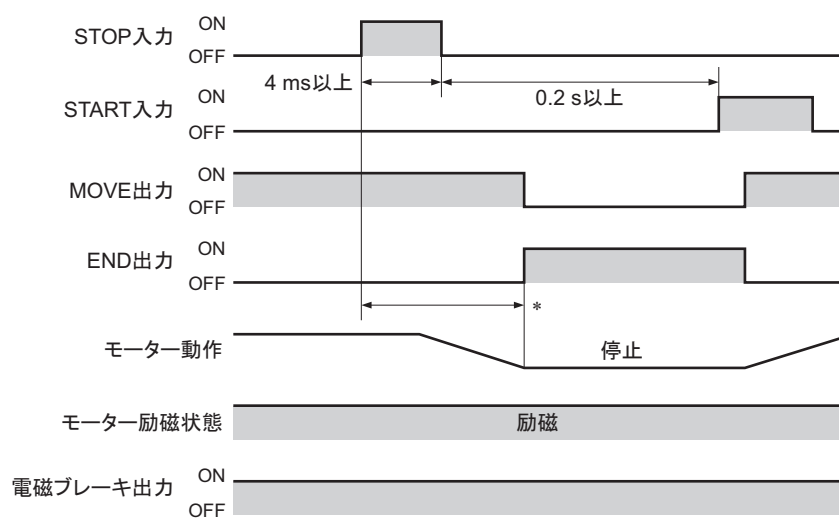 STOP入力
ON
OFF
4 ms以上
0.2 s以上
START入力
ON
OFF
MOVE出力
ON
OFF
END出力
ON
OFF
*
モーター動作
停止
モーター励磁状態
励磁
電磁ブレーキ出力
ON
OFF